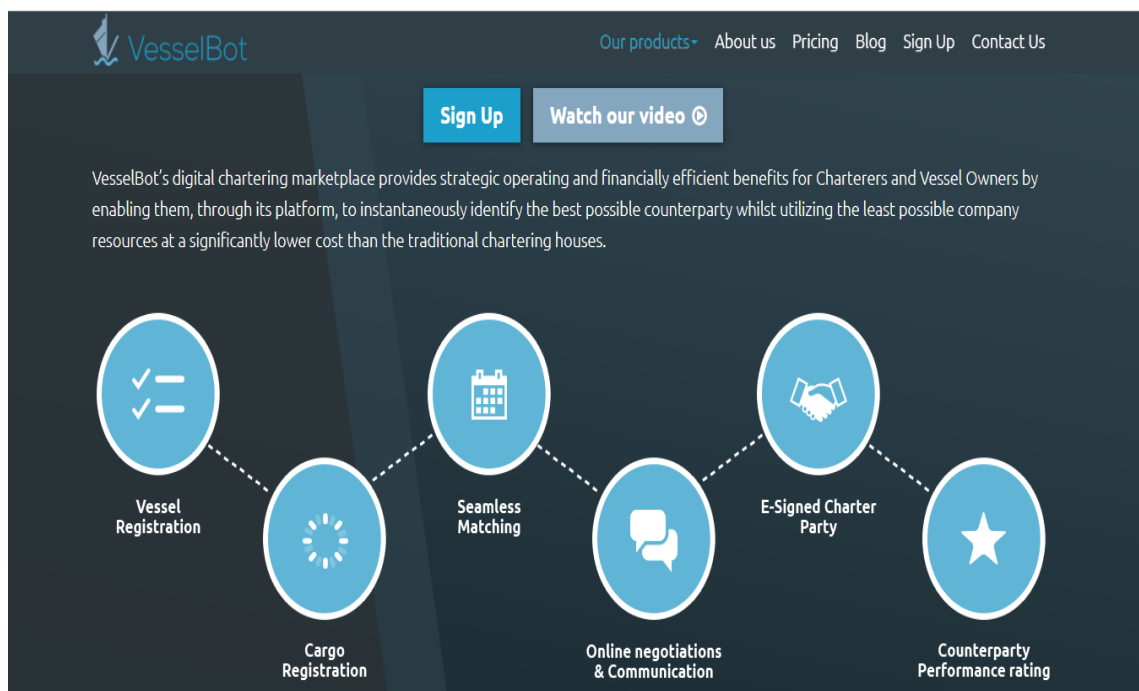 VesselBot
Our products About us Pricing Blog Sign Up Contact Us
Sign Up Watch our video
VesselBot’s digital chartering marketplace provides strategic operating and financially efficient benefits for Charterers and Vessel Owners by
enabling them, through its platform, to instantaneously identify the best possible counterparty whilst utilizing the least possible company
resources at a significantly lower cost than the traditional chartering houses.
Vessel
Registration
Cargo
Registration
Seamless
Matching
Online negotiations
& Communication
E-Signed Charter
Party
Counterparty
Performance rating